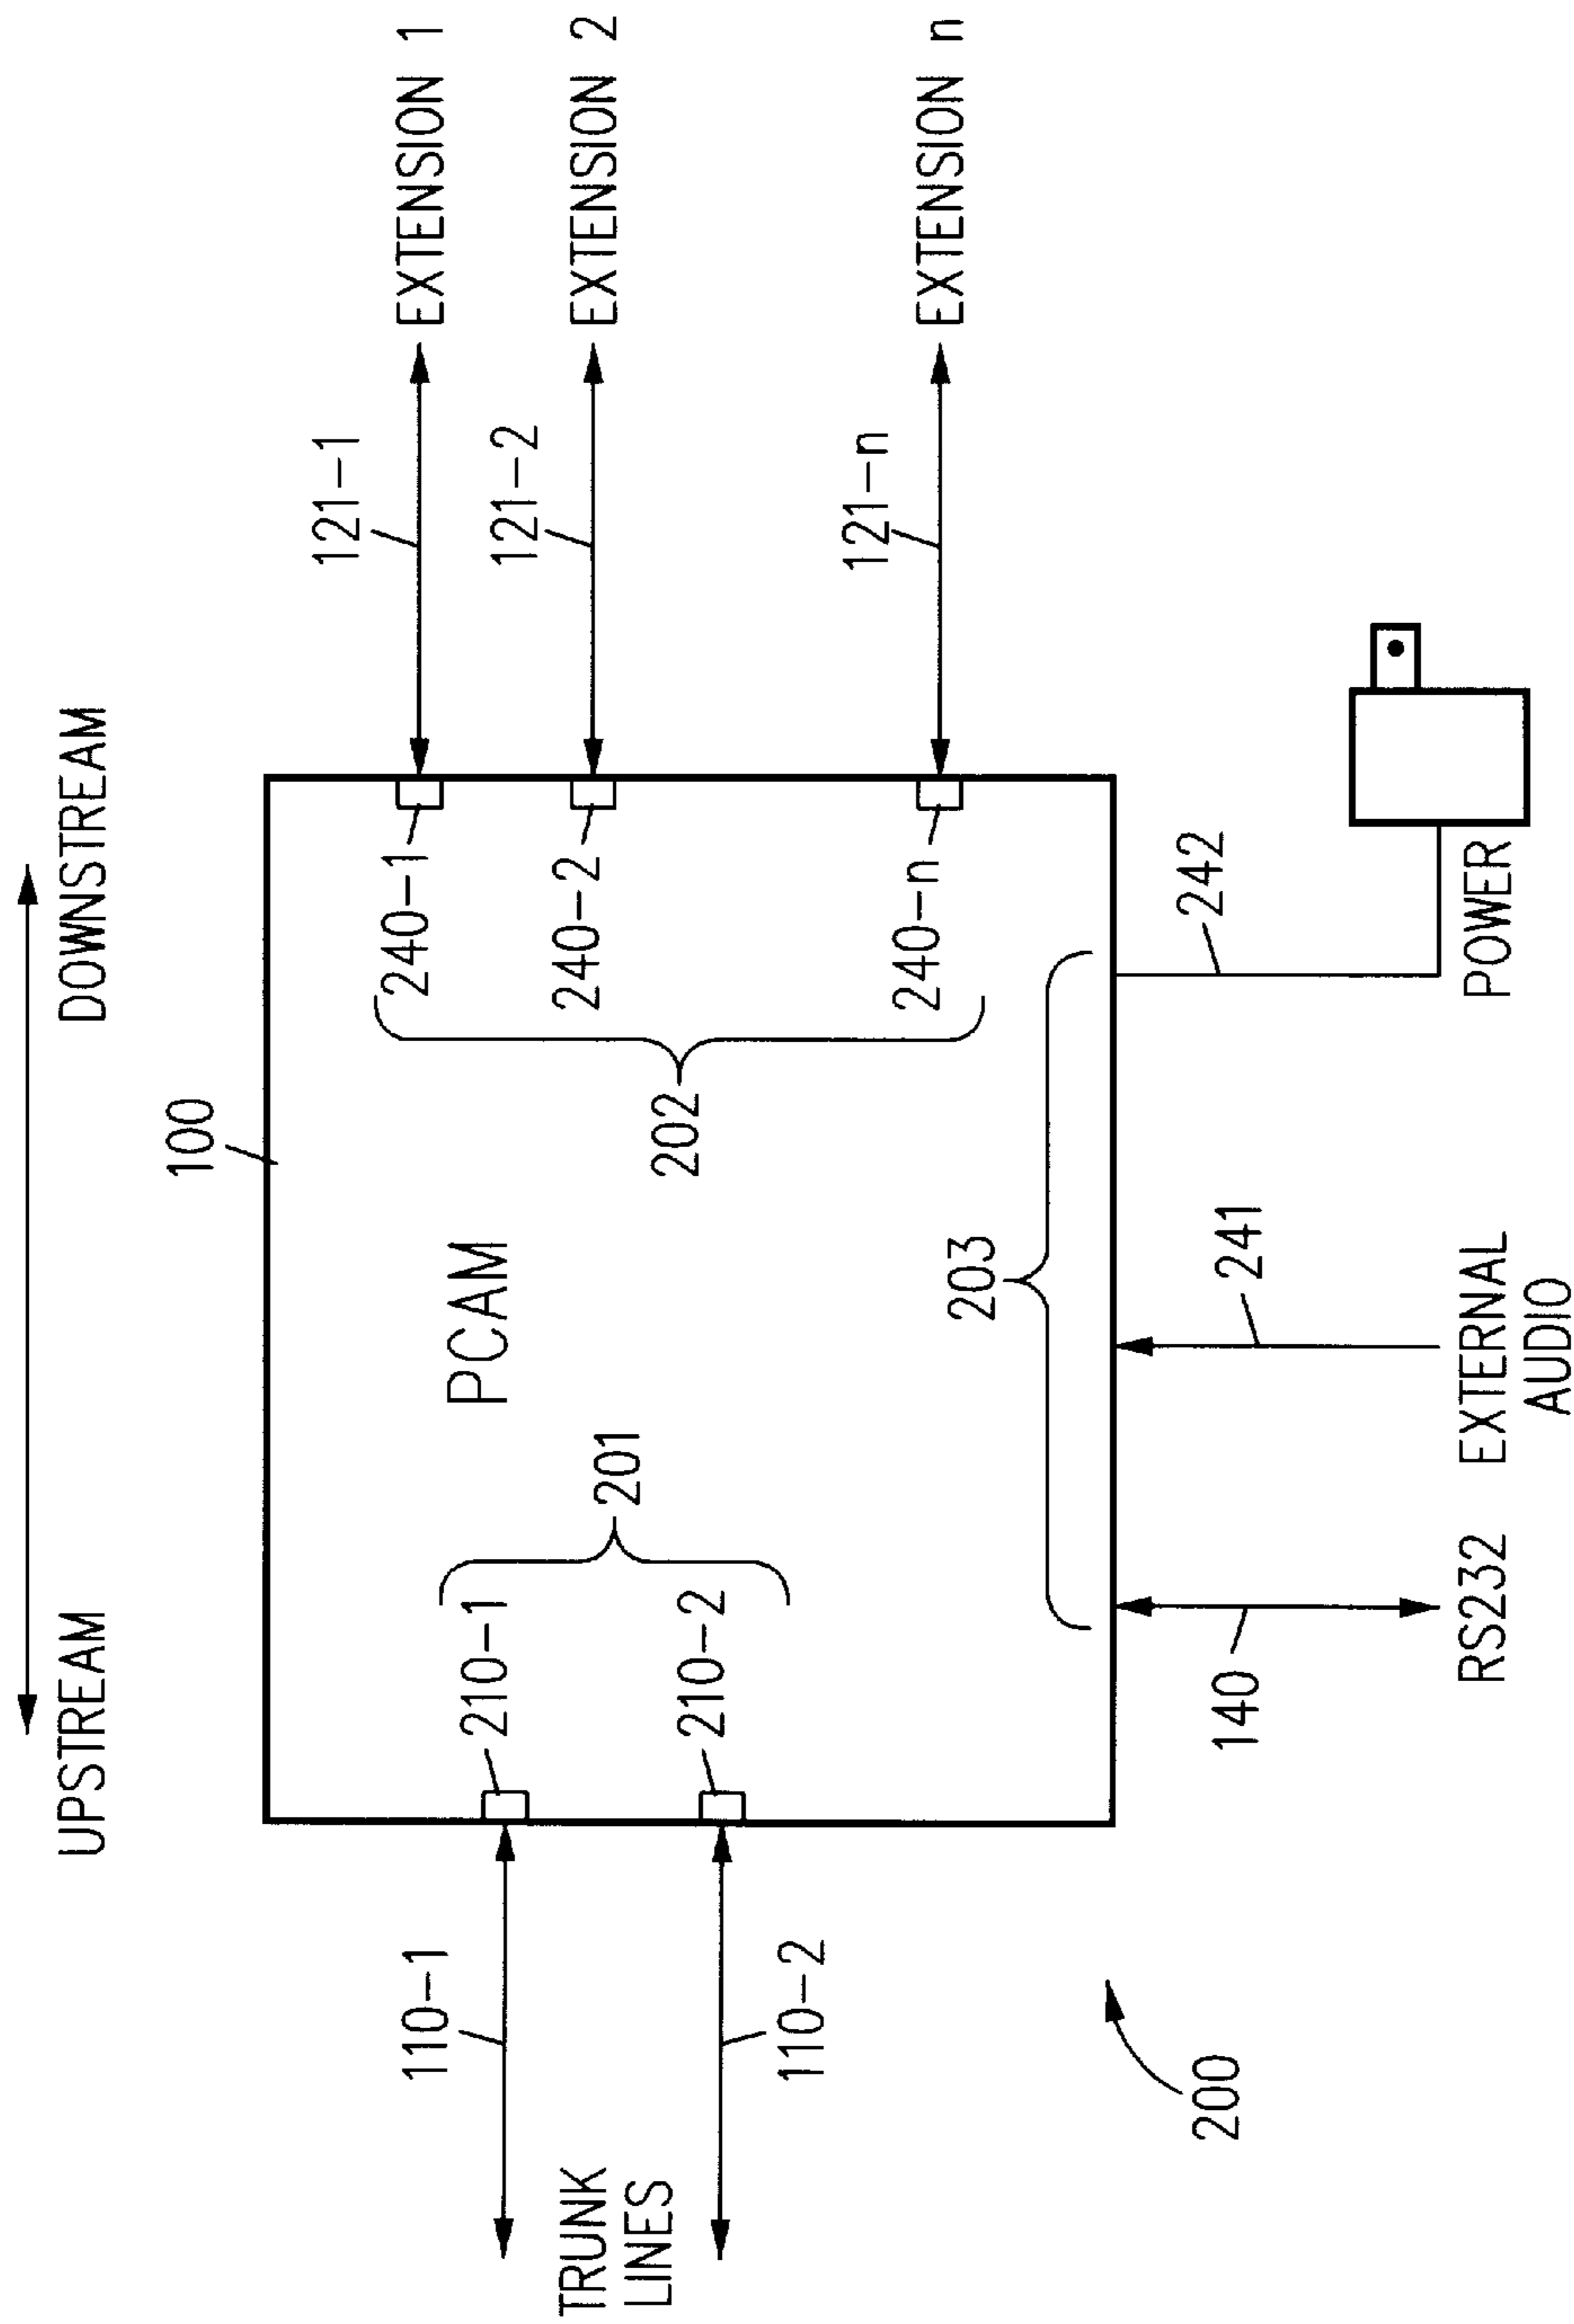 UPSTREAM
DOWNSTREAM
100
110-1
TRUNK
LINES
110-2
210-1
210-2
201
PCAM
240-1
240-2
240-n
202
121-1
EXTENSION 1
121-2
EXTENSION 2
121-n
EXTENSION n
203
140
RS232
241
EXTERNAL
AUDIO
242
POWER
200